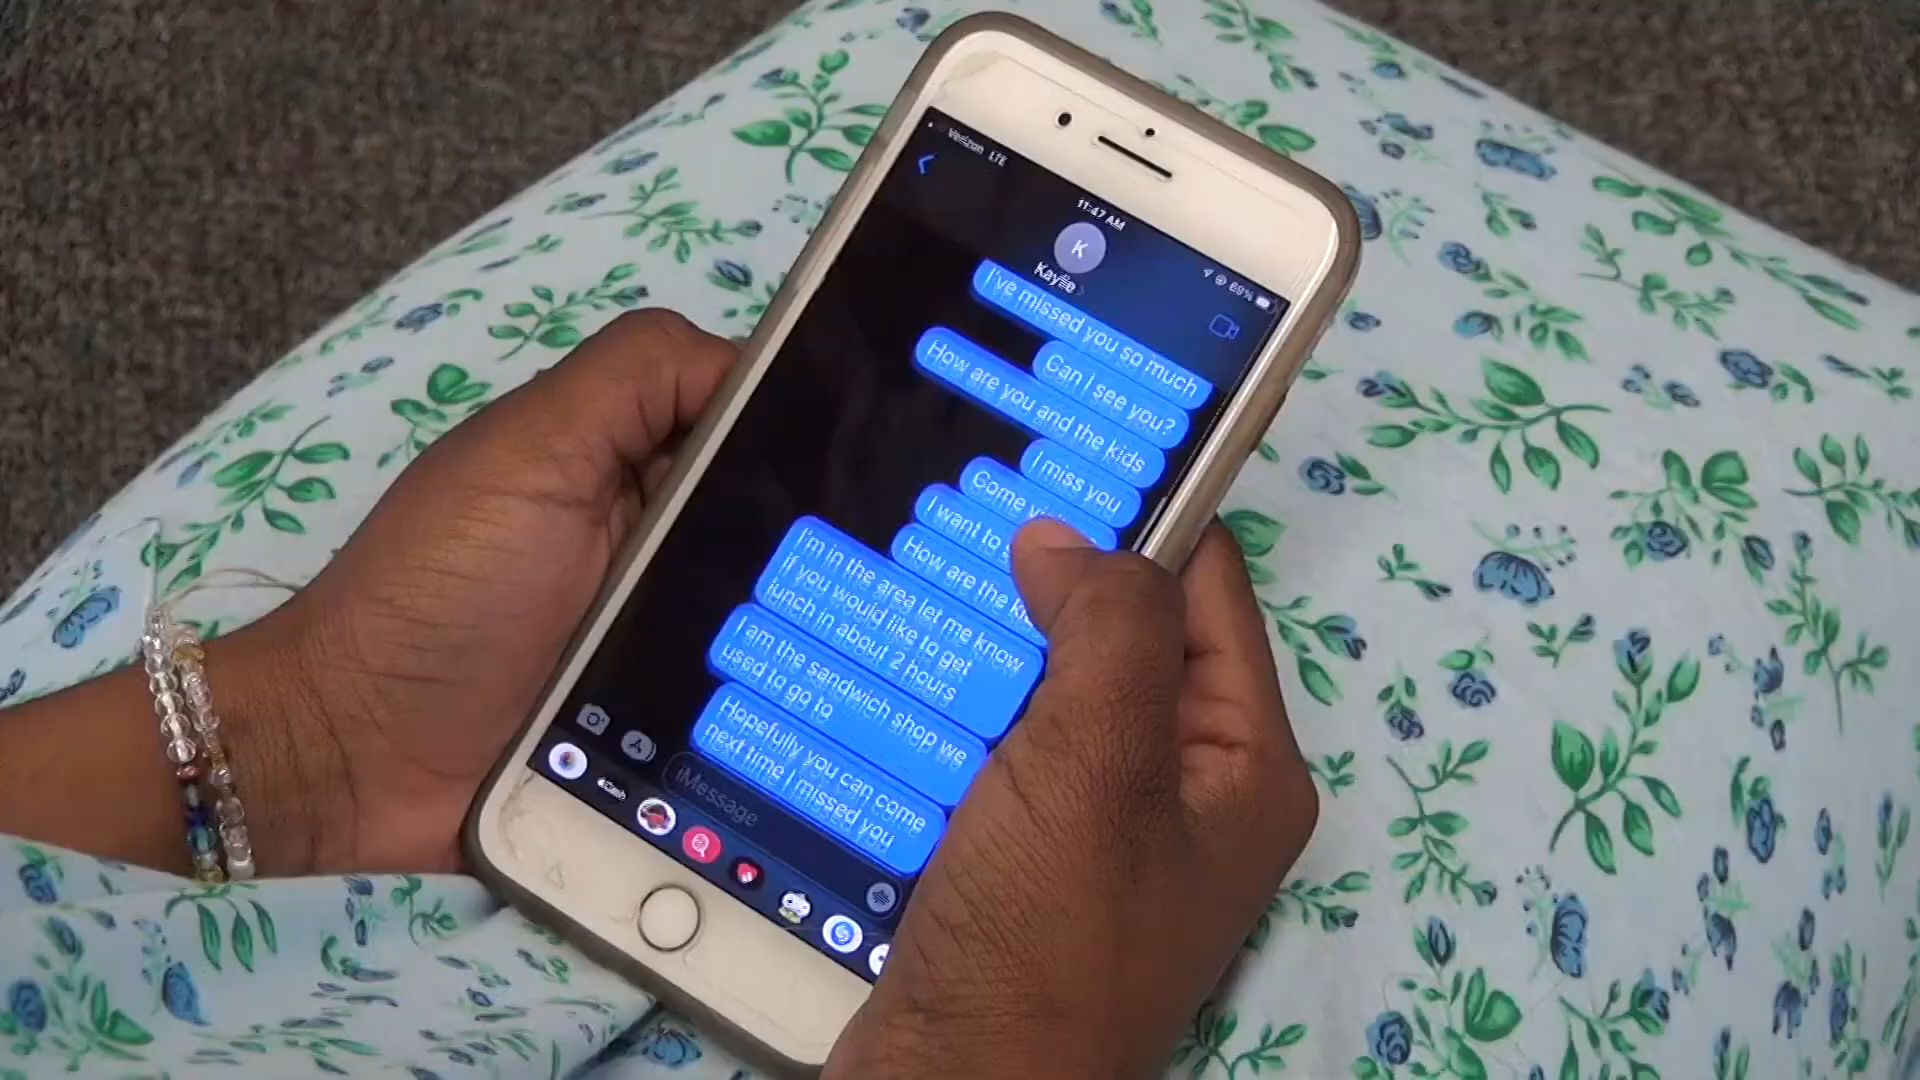 Verizon LTE
11:47 AM
69%
K
I've missed you so much
Can I see you?
How are you and the kids
I miss you
Come
I want to
How are the
I'm in the area let me know
if you would like to get
lunch in about 2 hours
I am the sandwich shop we
used to go to
Hopefully you can come
next time I missed you
iMessage